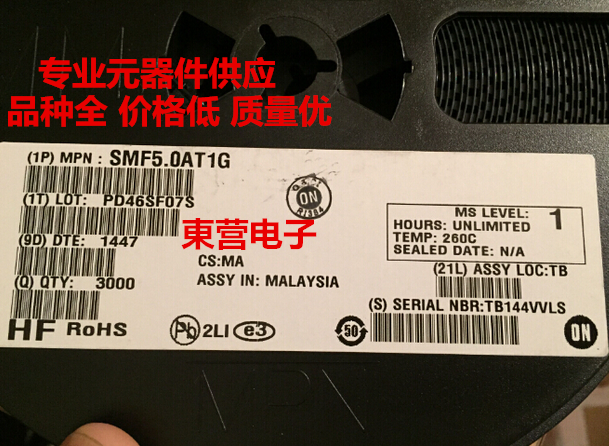 专业元器件供应
品种全 价格低 质量优
(1P) MPN : SMF5.0AT1G
(1T) LOT: PD46SF07S
(9D) DTE: 1447
(Q) QTY: 3000
HF RoHS
東营电子
CS:MA
ASSY IN: MALAYSIA
Pb 2LI e3
ON
MS LEVEL: 1
HOURS: UNLIMITED
TEMP: 260C
SEALED DATE: N/A
(21L) ASSY LOC:TB
(S) SERIAL NBR:TB144VVLS
50
ON